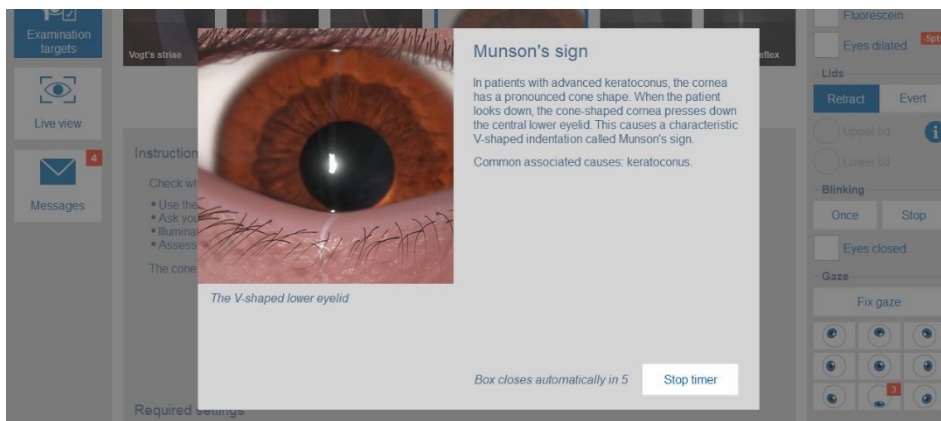 Examination
targets
Live view
4
Messages
Vogt's striae
eflex
Instruction
Check wh
• Use the
• Ask you
• Illumina
• Assess
The cone
Required settings
Munson's sign
In patients with advanced keratoconus, the cornea
has a pronounced cone shape. When the patient
looks down, the cone-shaped cornea presses down
the central lower eyelid. This causes a characteristic
V-shaped indentation called Munson's sign.
Common associated causes: keratoconus.
The V-shaped lower eyelid
Box closes automatically in 5
Stop timer
Fluorescein
Eyes dilated
-5pt
Lids
Retract
Evert
Upper lid
i
Lower lid
Blinking
Once
Stop
Eyes closed
Gaze
Fix gaze
3